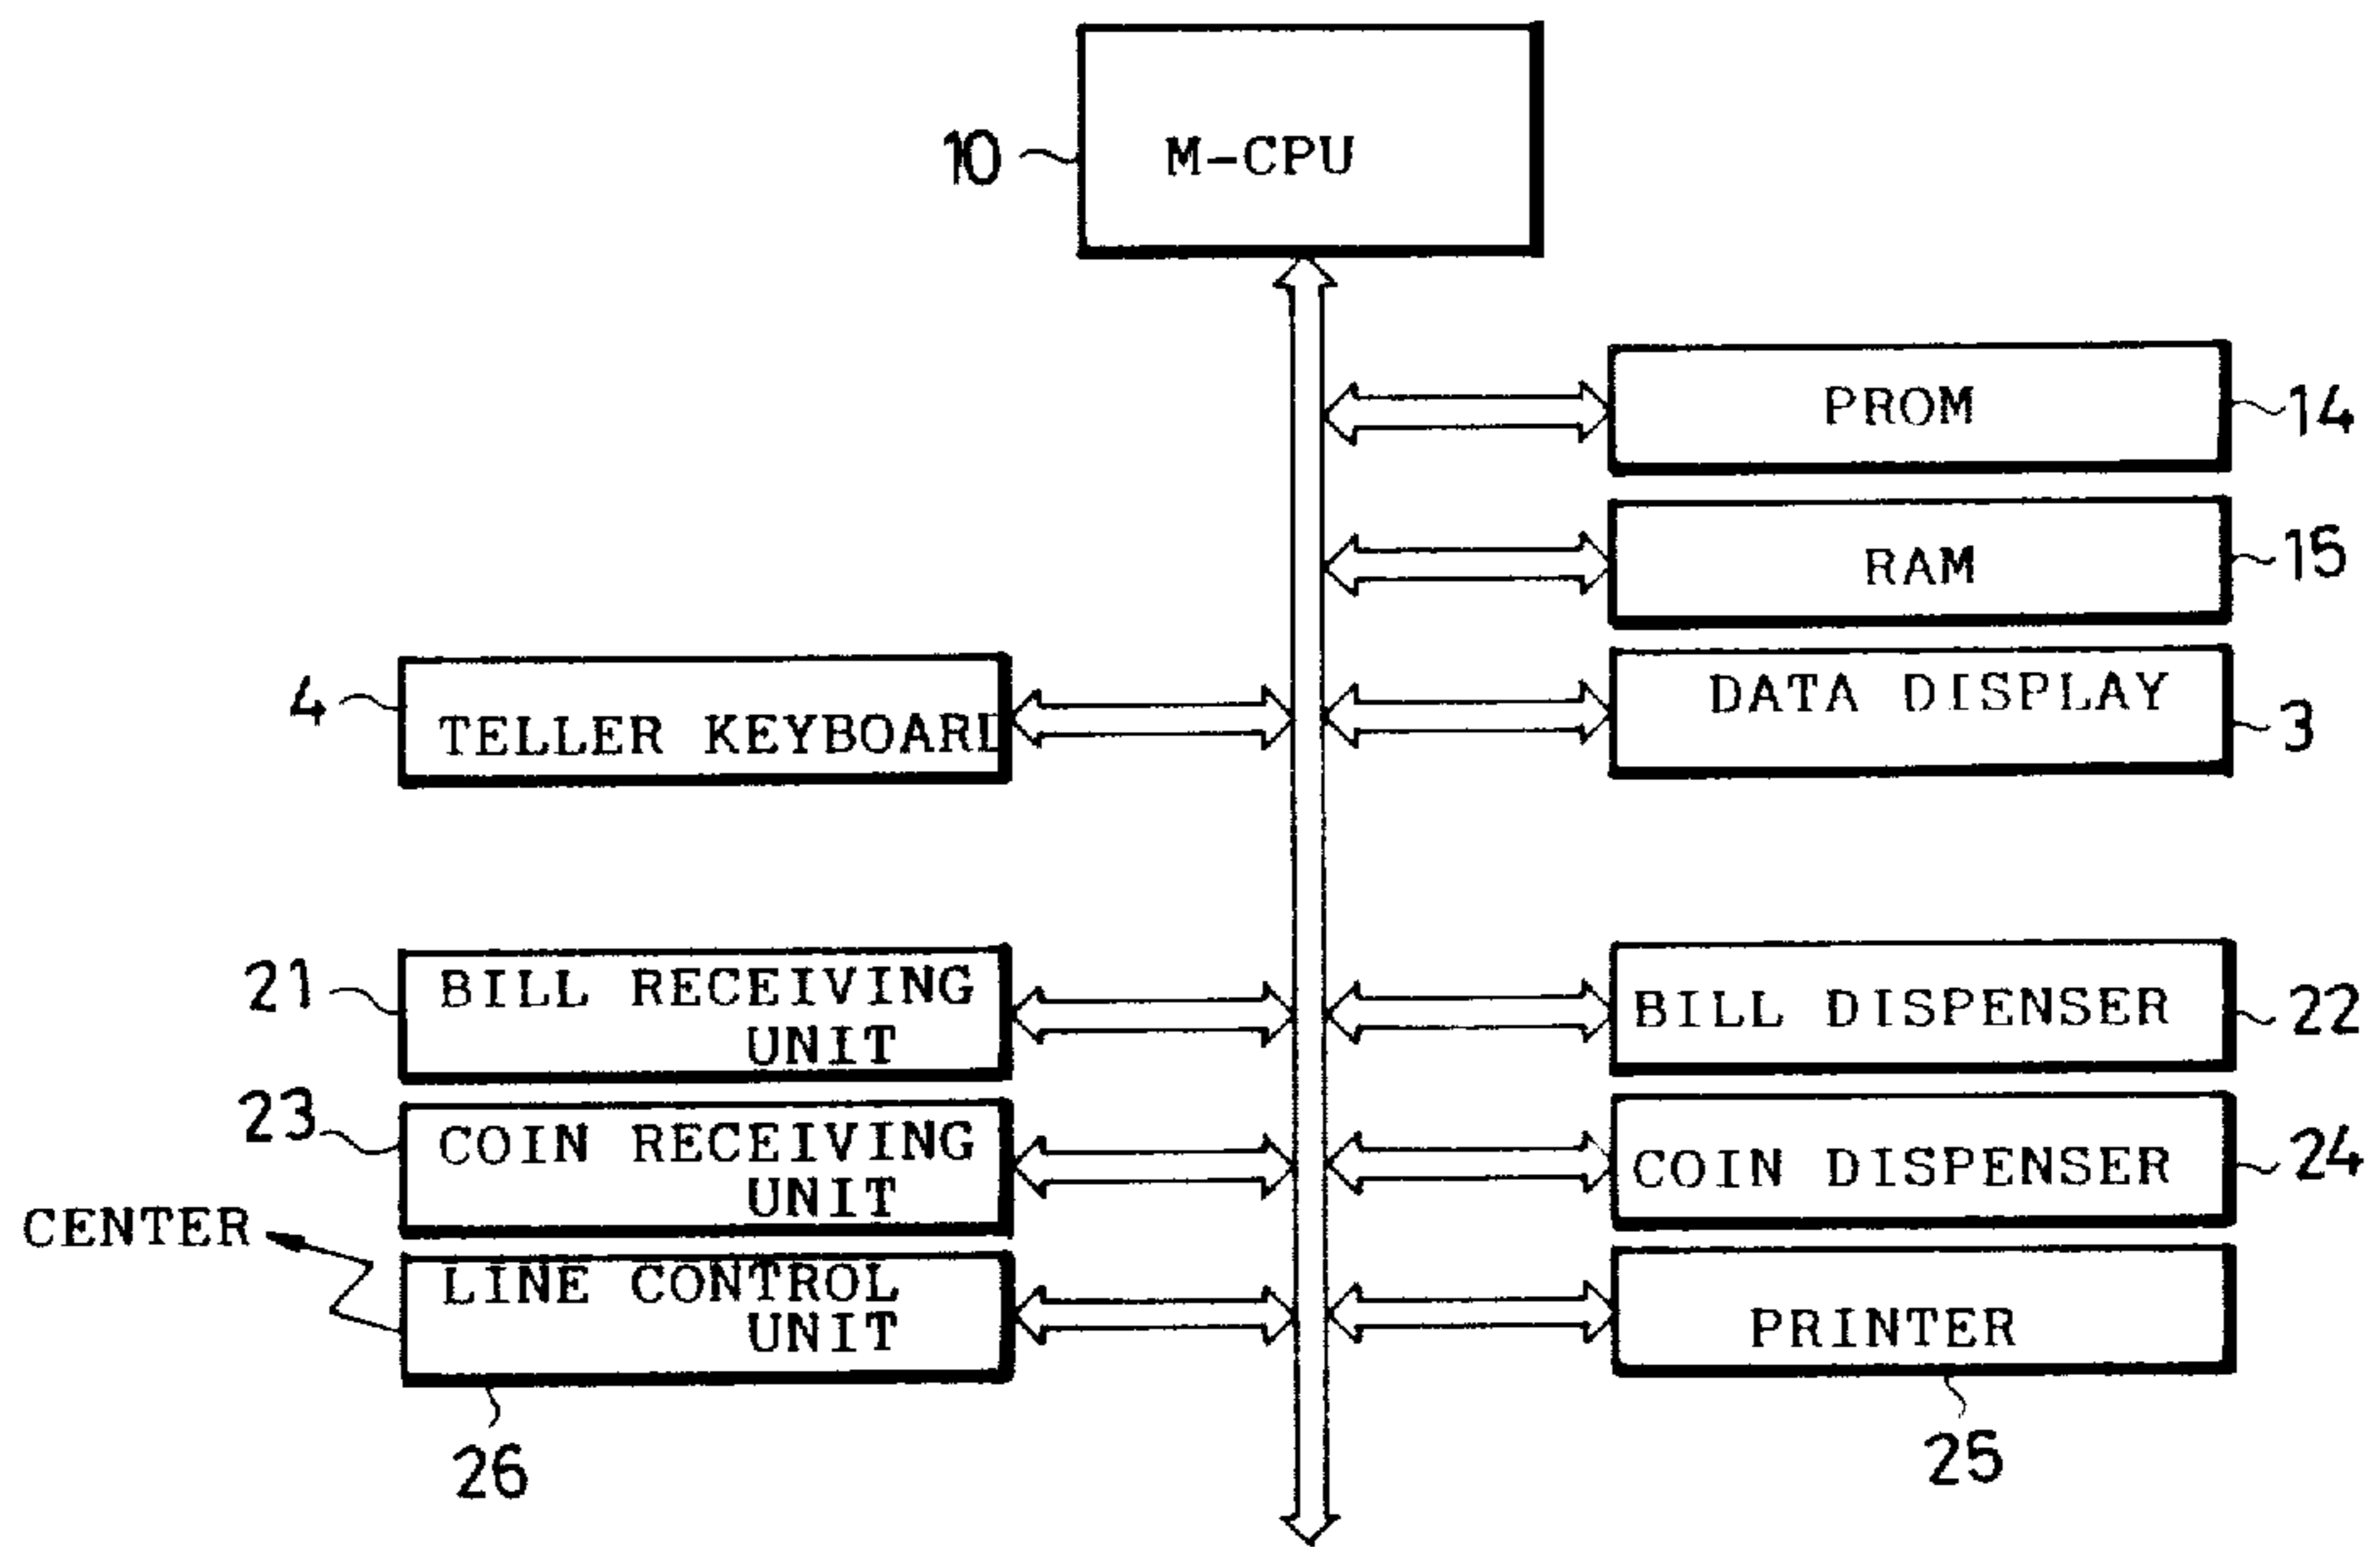 10
M-CPU
PROM
14
RAM
15
4
TELLER KEYBOARD
DATA DISPLAY
3
21
BILL RECEIVING
UNIT
BILL DISPENSER
22
23
COIN RECEIVING
UNIT
COIN DISPENSER
24
CENTER
LINE CONTROL
UNIT
PRINTER
26
25